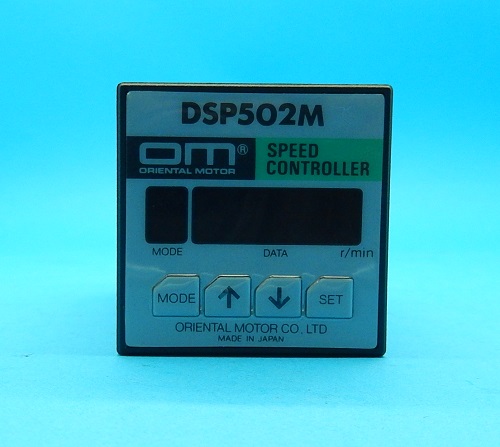 DSP502M
OM® SPEED
ORIENTAL MOTOR CONTROLLER
MODE DATA r/min
MODE ↑ ↓ SET
ORIENTAL MOTOR CO. LTD
MADE IN JAPAN